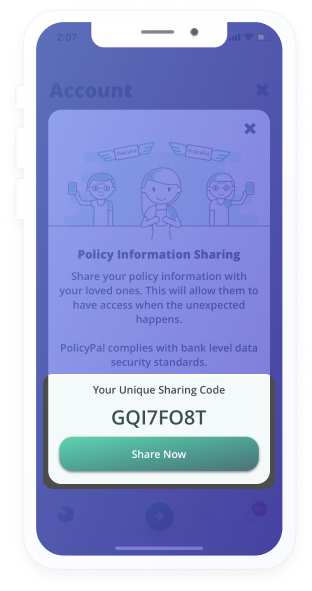 2:07
Account
PolicyPal
PolicyPal
Policy Information Sharing
Share your policy information with
your loved ones. This will allow them to
have access when the unexpected
happens.
PolicyPal complies with bank level data
security standards.
Your Unique Sharing Code
GQI7FO8T
Share Now